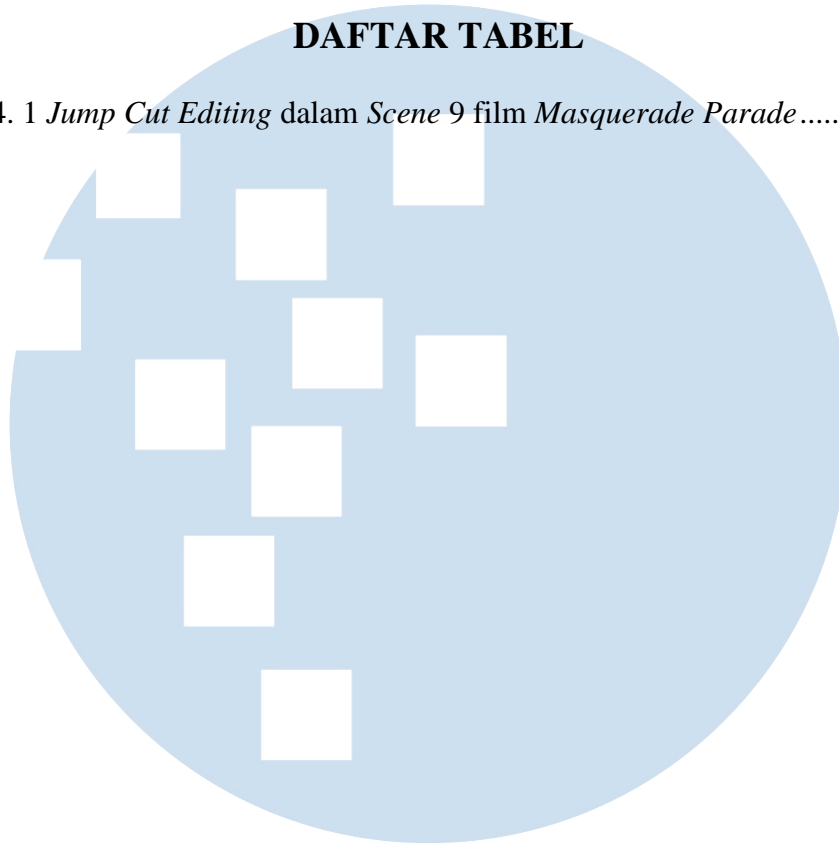 DAFTAR TABEL
4. 1 Jump Cut Editing dalam Scene 9 film Masquerade Parade.....